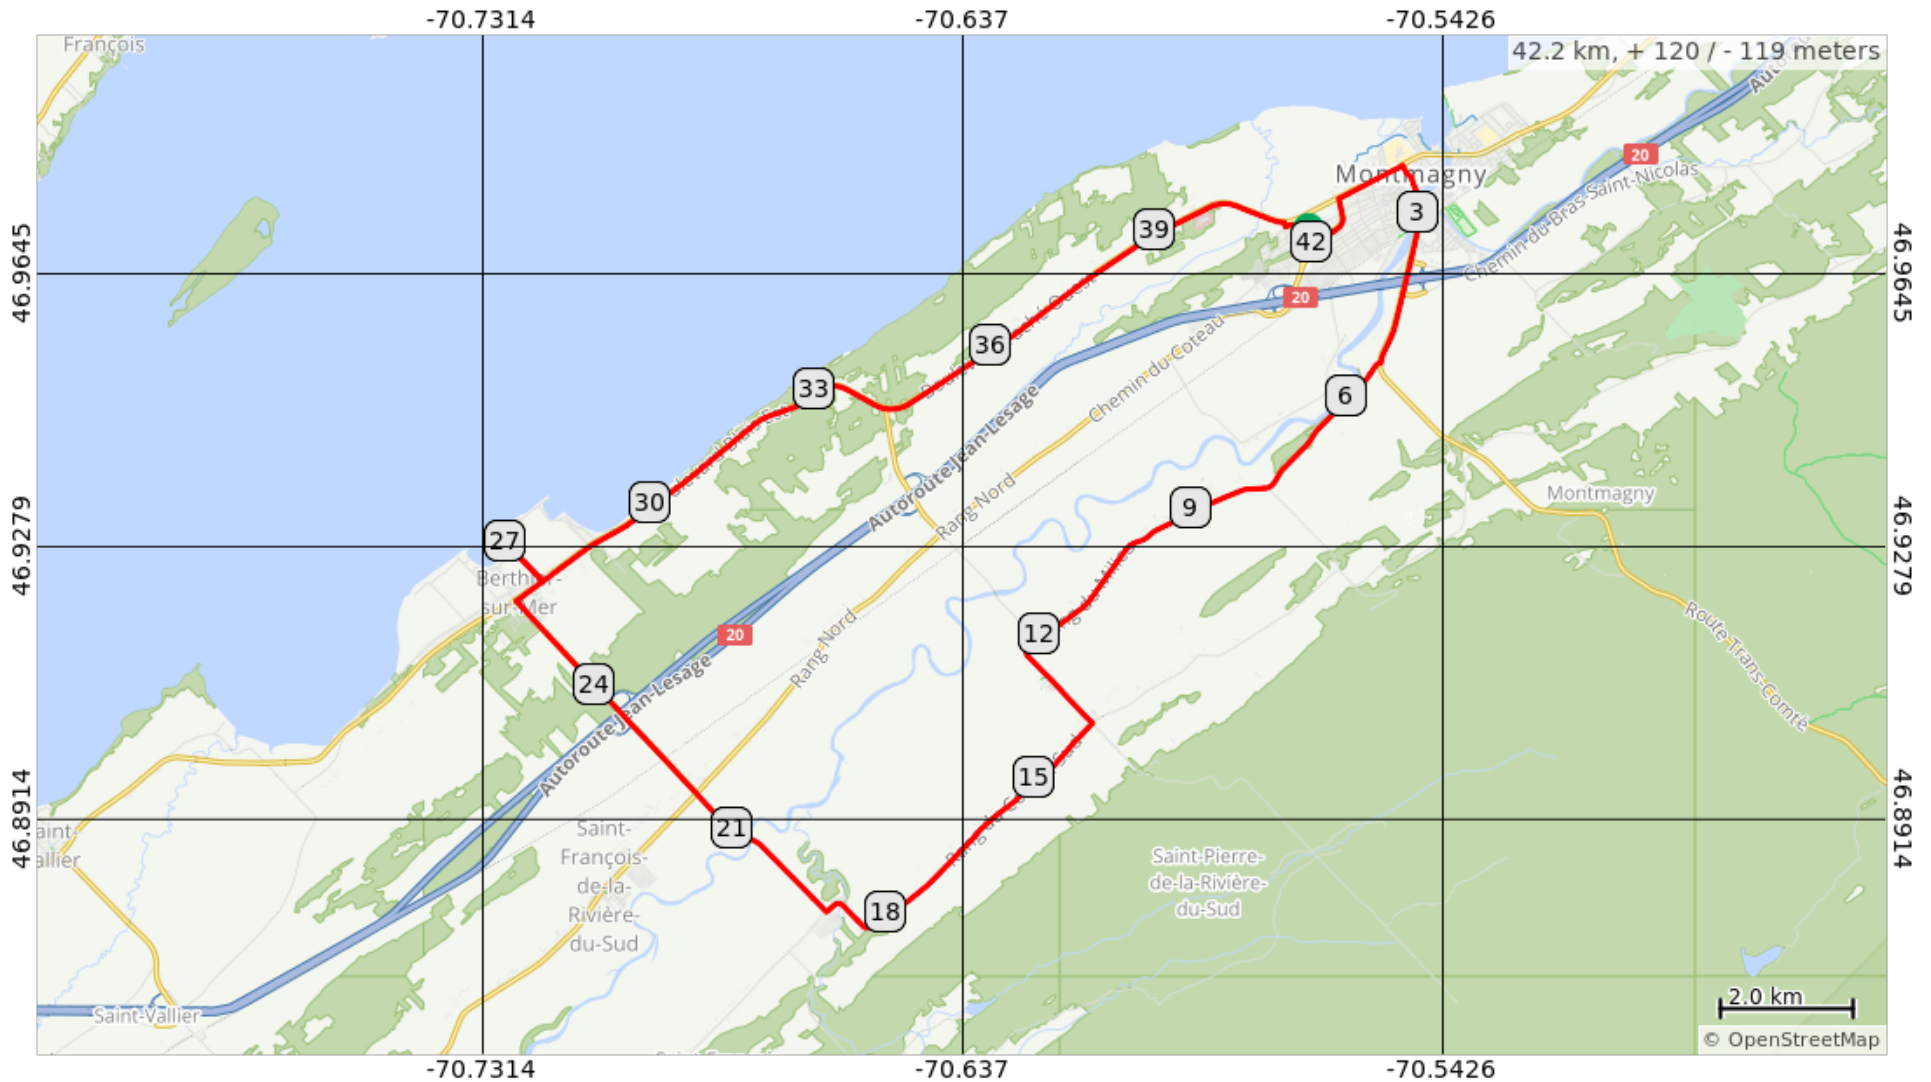 -70.7314
-70.637
-70.5426
François
42.2 km, + 120 / - 119 meters
20
Montmagny
Chemin du Bras-Saint-Nicolas
3
39
42
46.9645
46.9645
20
36
Chemin du Coteau
33
6
Autoroute Jean-Lesage
Rang Nord
Montmagny
30
9
27
46.9279
46.9279
Berthier-
sur-Mer
20
12
Route Trans-Comté
Rang Nord
24
Autoroute Jean-Lesage
15
21
46.8914
46.8914
Saint-
François-
de-la-
Rivière-
du-Sud
Saint-Pierre-
de-la-Rivière-
du-Sud
18
Saint-Vallier
2.0 km
© OpenStreetMap
-70.7314
-70.637
-70.5426